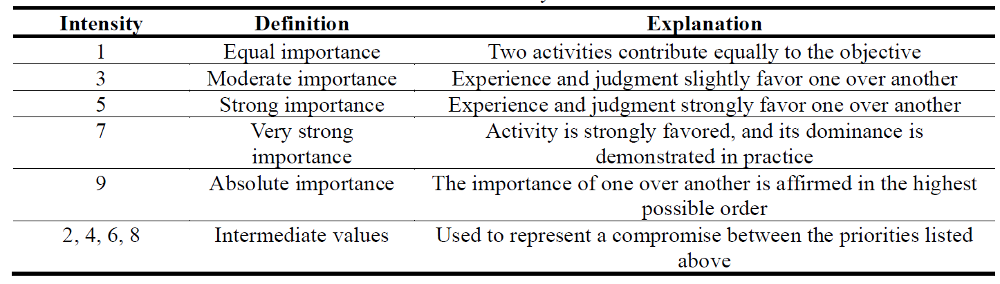 Intensity Definition Explanation
1 Equal importance Two activities contribute equally to the objective
3 Moderate importance Experience and judgment slightly favor one over another
5 Strong importance Experience and judgment strongly favor one over another
7 Very strong importance Activity is strongly favored, and its dominance is demonstrated in practice
9 Absolute importance The importance of one over another is affirmed in the highest possible order
2, 4, 6, 8 Intermediate values Used to represent a compromise between the priorities listed above